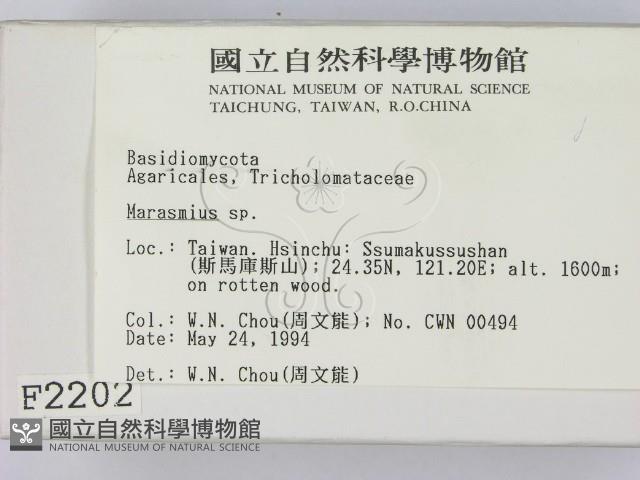 國立自然科學博物館
NATIONAL MUSEUM OF NATURAL SCIENCE
TAICHUNG, TAIWAN, R.O.CHINA
Basidiomycota
Agaricales, Tricholomataceae
Marasmius sp.
Loc.: Taiwan. Hsinchu: Ssumakussushan
(斯馬庫斯山); 24.35N, 121.20E; alt. 1600m;
on rotten wood.
Col.: W.N. Chou(周文能); No. CWN 00494
Date: May 24, 1994
Det.: W.N. Chou(周文能)
F2202
國立自然科學博物館
NATIONAL MUSEUM OF NATURAL SCIENCE